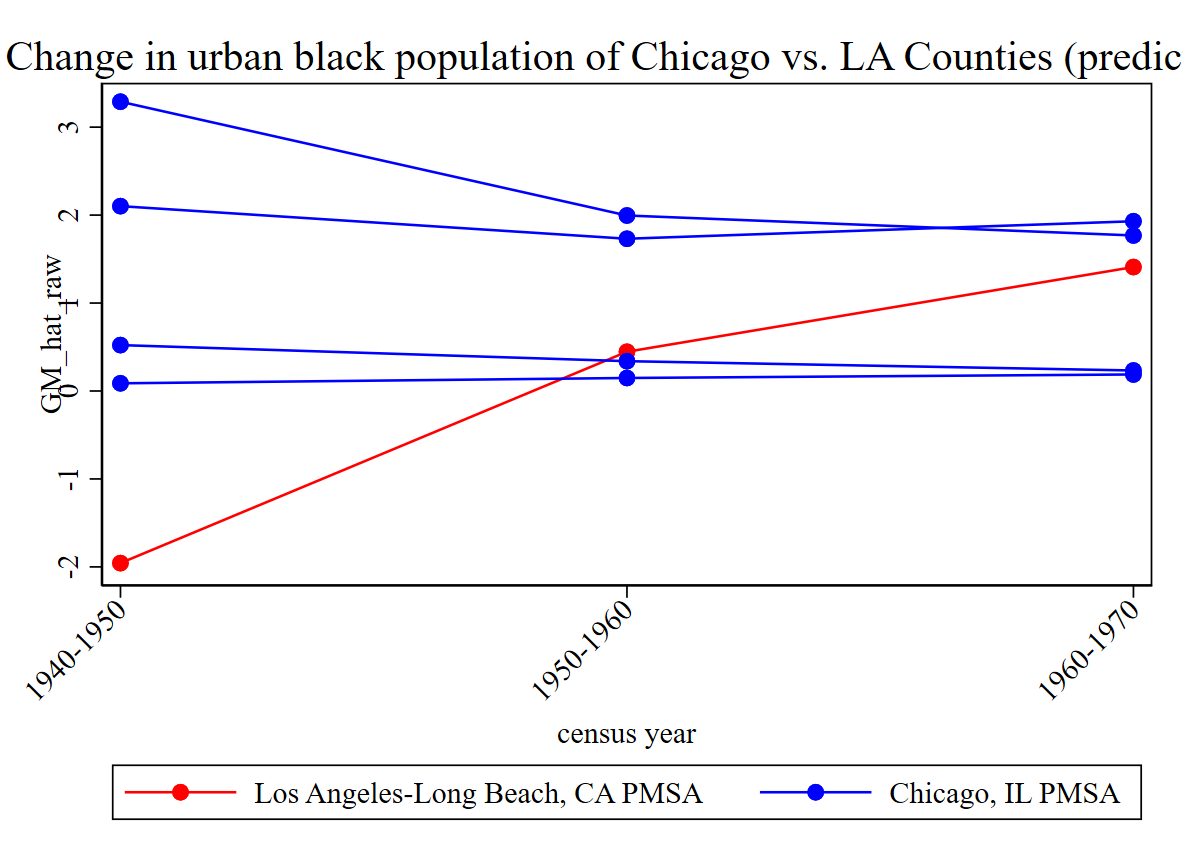 Change in urban black population of Chicago vs. LA Counties (predic
GM_hat_raw
3
2
1
0
-1
-2
1940-1950
1950-1960
1960-1970
census year
Los Angeles-Long Beach, CA PMSA
Chicago, IL PMSA